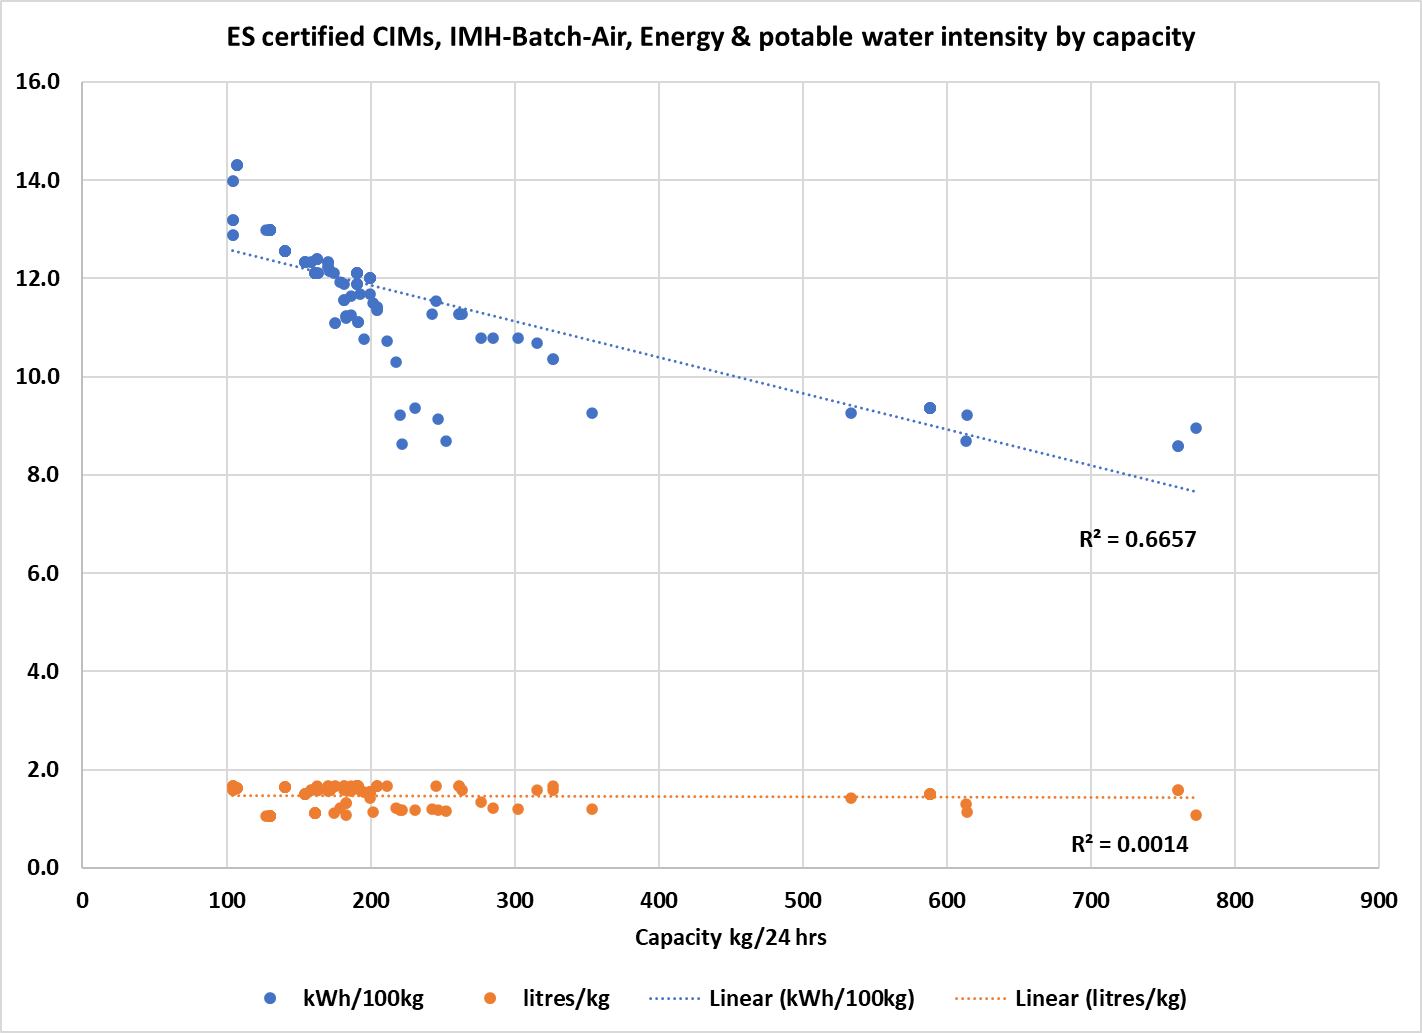 ES certified CIMs, IMH-Batch-Air, Energy & potable water intensity by capacity
16.0
14.0
12.0
10.0
8.0
6.0
4.0
2.0
0.0
R² = 0.6657
R² = 0.0014
0 100 200 300 400 500 600 700 800 900
Capacity kg/24 hrs
kWh/100kg litres/kg Linear (kWh/100kg) Linear (litres/kg)